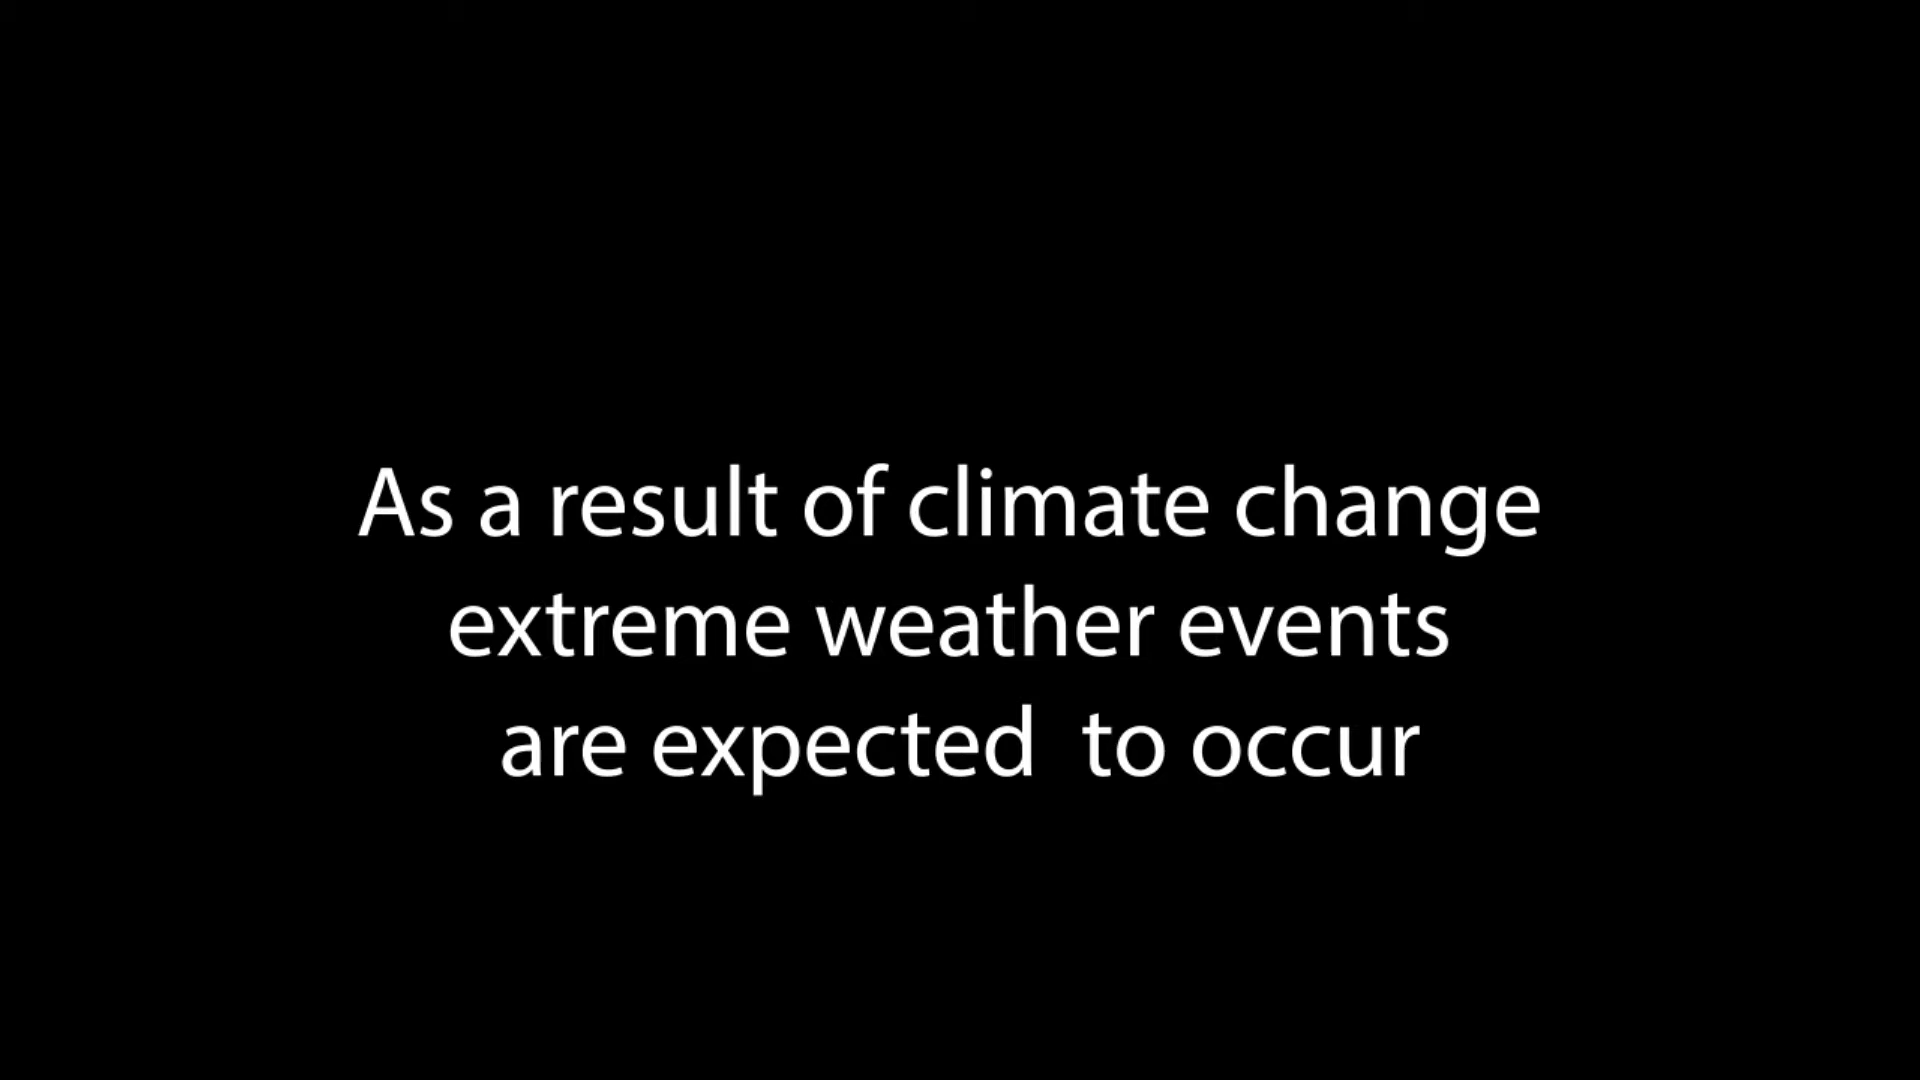 As a result of climate change
extreme weather events
are expected  to occur